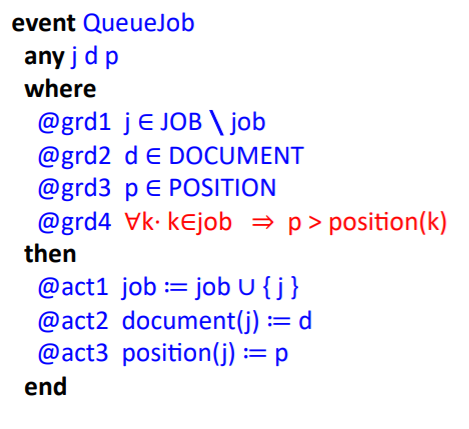 event QueueJob
any j d p
where
@grd1 j ∈ JOB \ job
@grd2 d ∈ DOCUMENT
@grd3 p ∈ POSITION
@grd4 ∀k· k∈job ⇒ p > position(k)
then
@act1 job ≔ job ∪ { j }
@act2 document(j) ≔ d
@act3 position(j) ≔ p
end